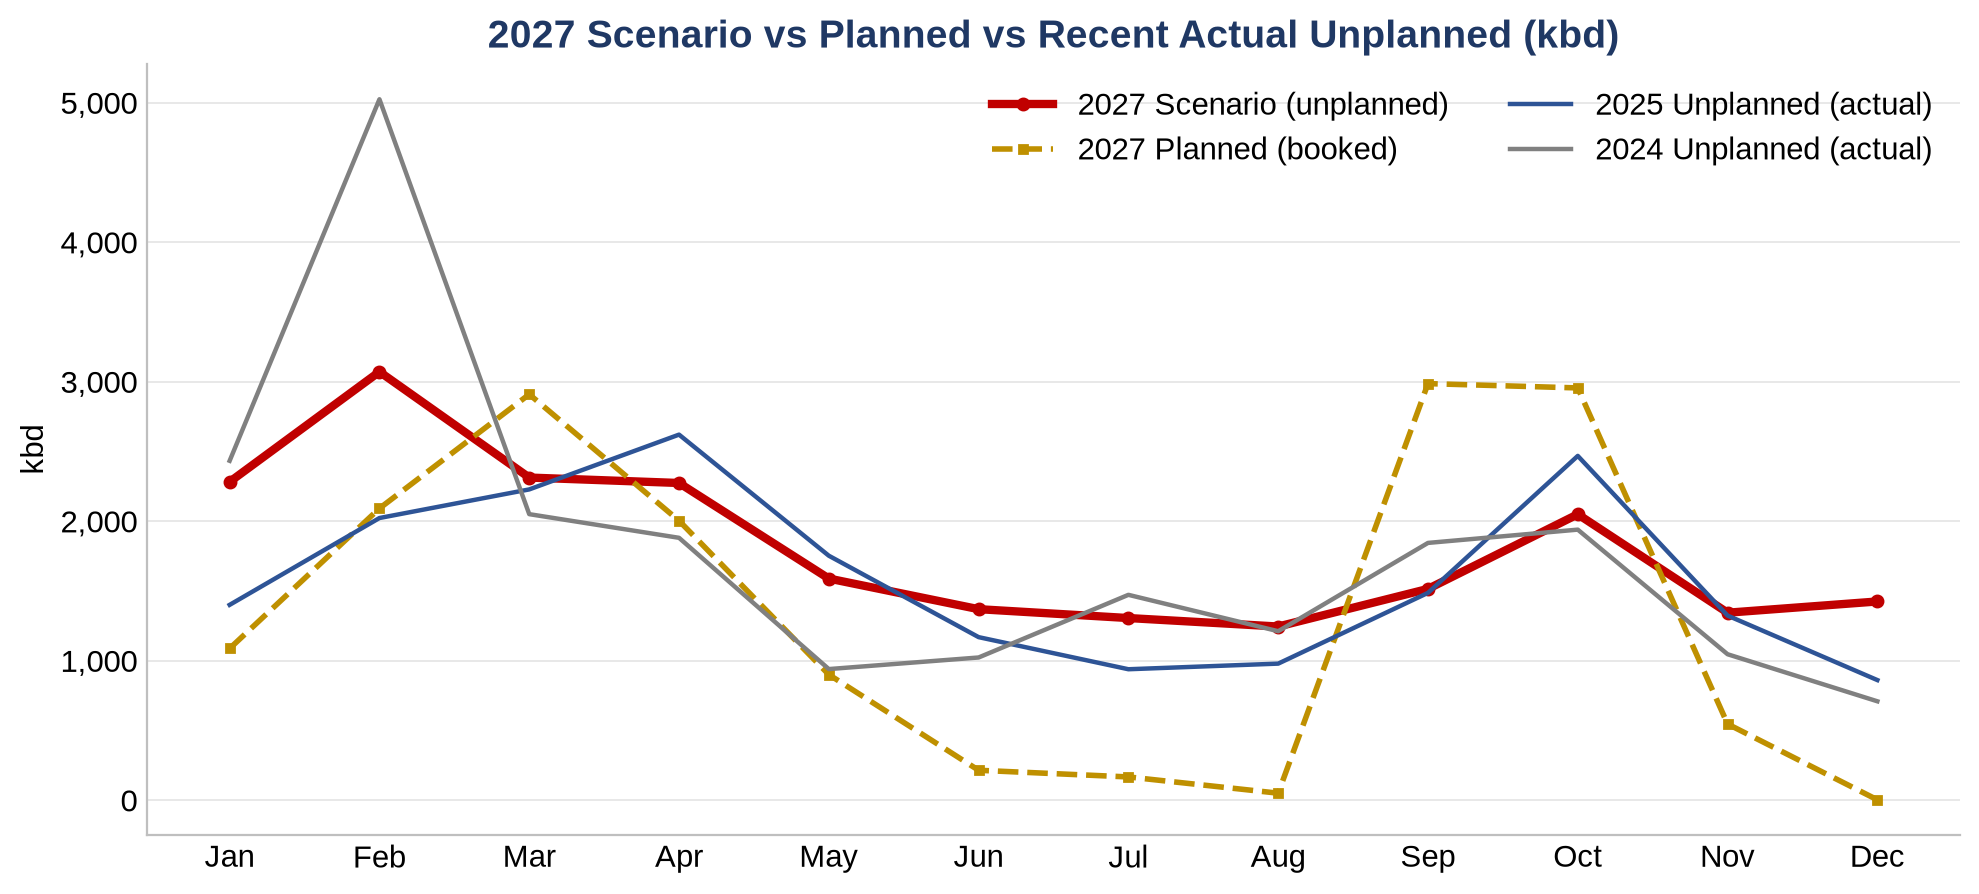 2027 Scenario vs Planned vs Recent Actual Unplanned (kbd)
2027 Scenario (unplanned)
2027 Planned (booked)
2025 Unplanned (actual)
2024 Unplanned (actual)
kbd
5,000
4,000
3,000
2,000
1,000
0
Jan Feb Mar Apr May Jun Jul Aug Sep Oct Nov Dec